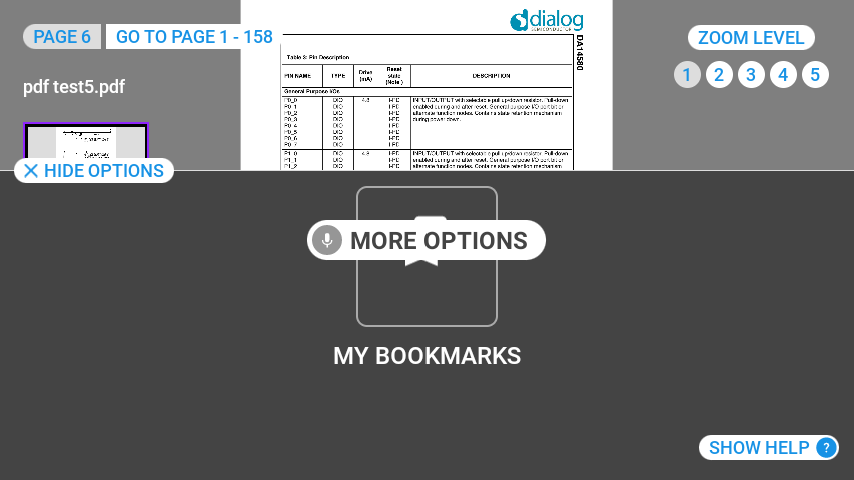 PAGE 6
GO TO PAGE 1 - 158
pdf test5.pdf
HIDE OPTIONS
dialog
SEMICONDUCTOR
DA14580
Table 3: Pin Description
PIN NAME TYPE Drive (mA) Reset state (Note ) DESCRIPTION
General Purpose I/Os
P0_0 DIO 4.8 I-PD INPUT/OUTPUT with selectable pull up/down resistor. Pull-down
P0_1 DIO I-PD enabled during and after reset. General purpose I/O port bit or
P0_2 DIO I-PD alternate function nodes. Contains state retention mechanism
P0_3 DIO I-PD during power down.
P0_4 DIO I-PD
P0_5 DIO I-PD
P0_6 DIO I-PD
P0_7 DIO I-PD
P1_0 DIO 4.8 I-PD INPUT/OUTPUT with selectable pull up/down resistor. Pull-down
P1_1 DIO I-PD enabled during and after reset. General purpose I/O port bit or
P1_2 DIO I-PD alternate function nodes. Contains state retention mechanism
ZOOM LEVEL
1 2 3 4 5
MORE OPTIONS
MY BOOKMARKS
SHOW HELP ?